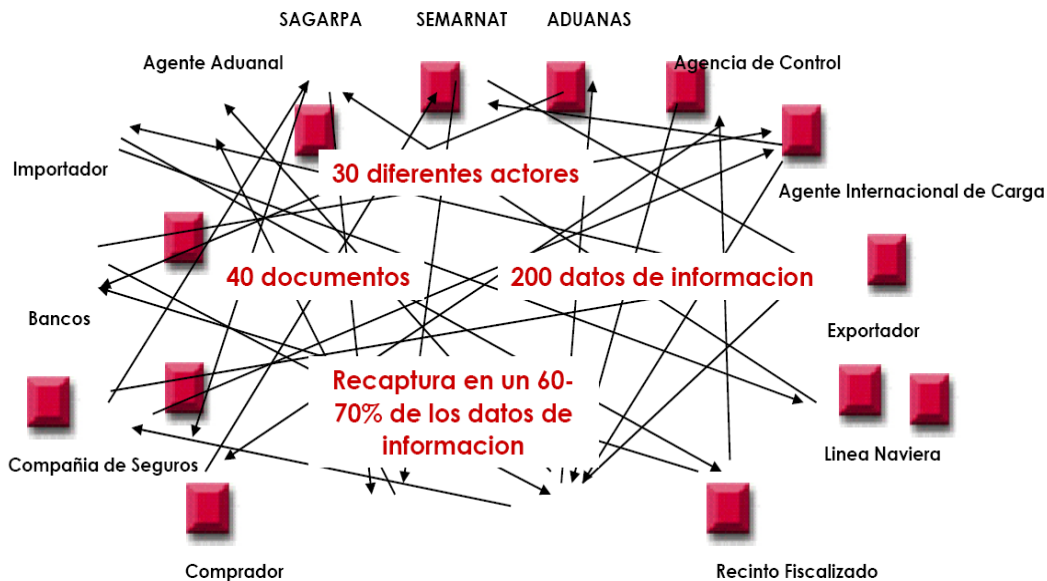 SAGARPA
SEMARNAT
ADUANAS
Agente Aduanal
Agencia de Control
Importador
30 diferentes actores
Agente Internacional de Carga
40 documentos
200 datos de informacion
Bancos
Exportador
Recaptura en un 60-
70% de los datos de
informacion
Compañia de Seguros
Linea Naviera
Comprador
Recinto Fiscalizado